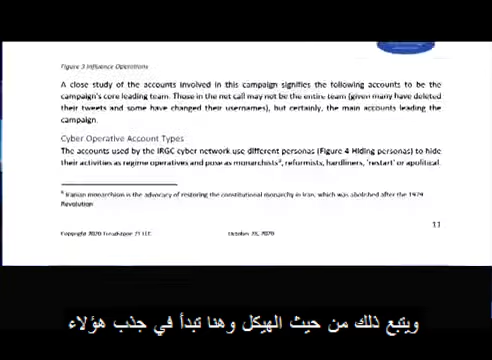 Figure 3 Influence Operations
A close study of the accounts involved in this campaign signifies the following accounts to be the
campaign's core leading team. Those in the not call may not be the entire team (given many have deleted
their tweets and some have changed their usernames), but certainly, the main accounts leading the
campaign.
Cyber Operative Account Types
The accounts used by the IRGC cyber network use different personas (Figure 4 Hiding personas) to hide
their activities as regime operatives and pose as monarchists⁶, reformists, hardliners, 'restart' or apolitical.
⁶ Iranian monarchism is the advocacy of restoring the constitutional monarchy in Iran, which was abolished after the 1979
Revolution
11
Copyright 2020 Treadstone 71 LLC
October 23, 2020
ويتبع ذلك من حيث الهيكل وهنا تبدأ في جذب هؤلاء